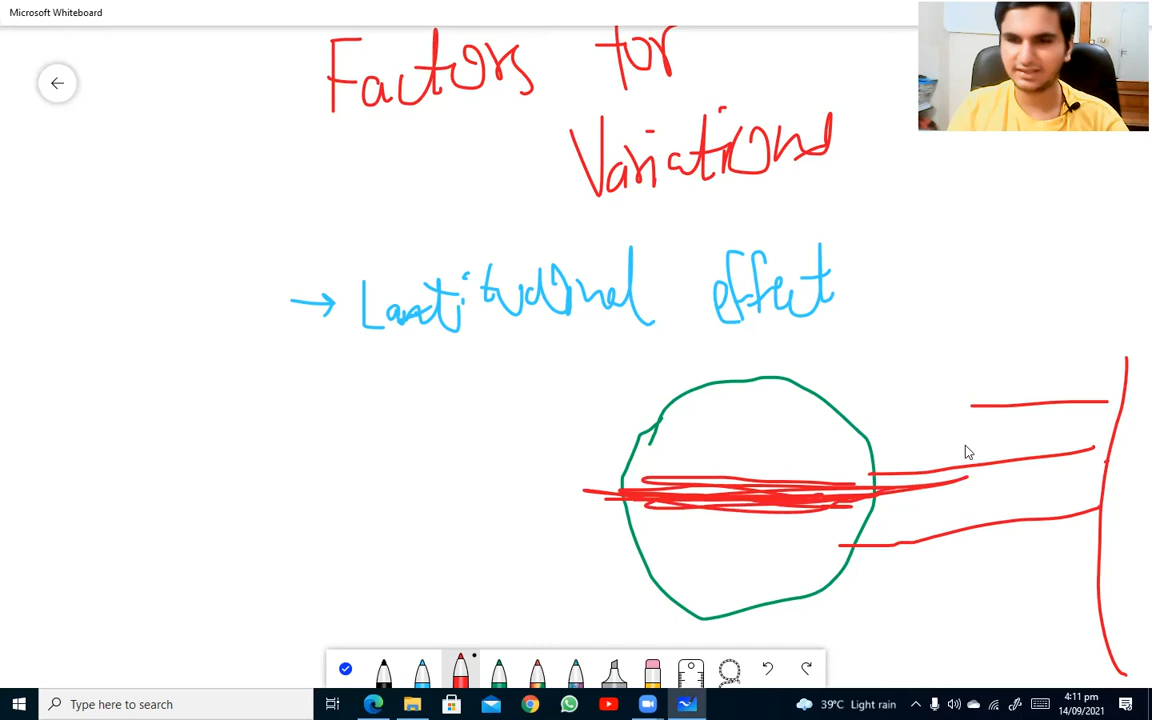 Microsoft Whiteboard
Factors for
Variations
→ Latitudinal effect
Type here to search
39°C Light rain
4:11 pm
14/09/2021